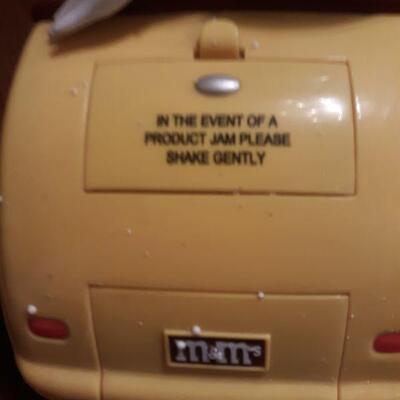 IN THE EVENT OF A
PRODUCT JAM PLEASE
SHAKE GENTLY
m&m's